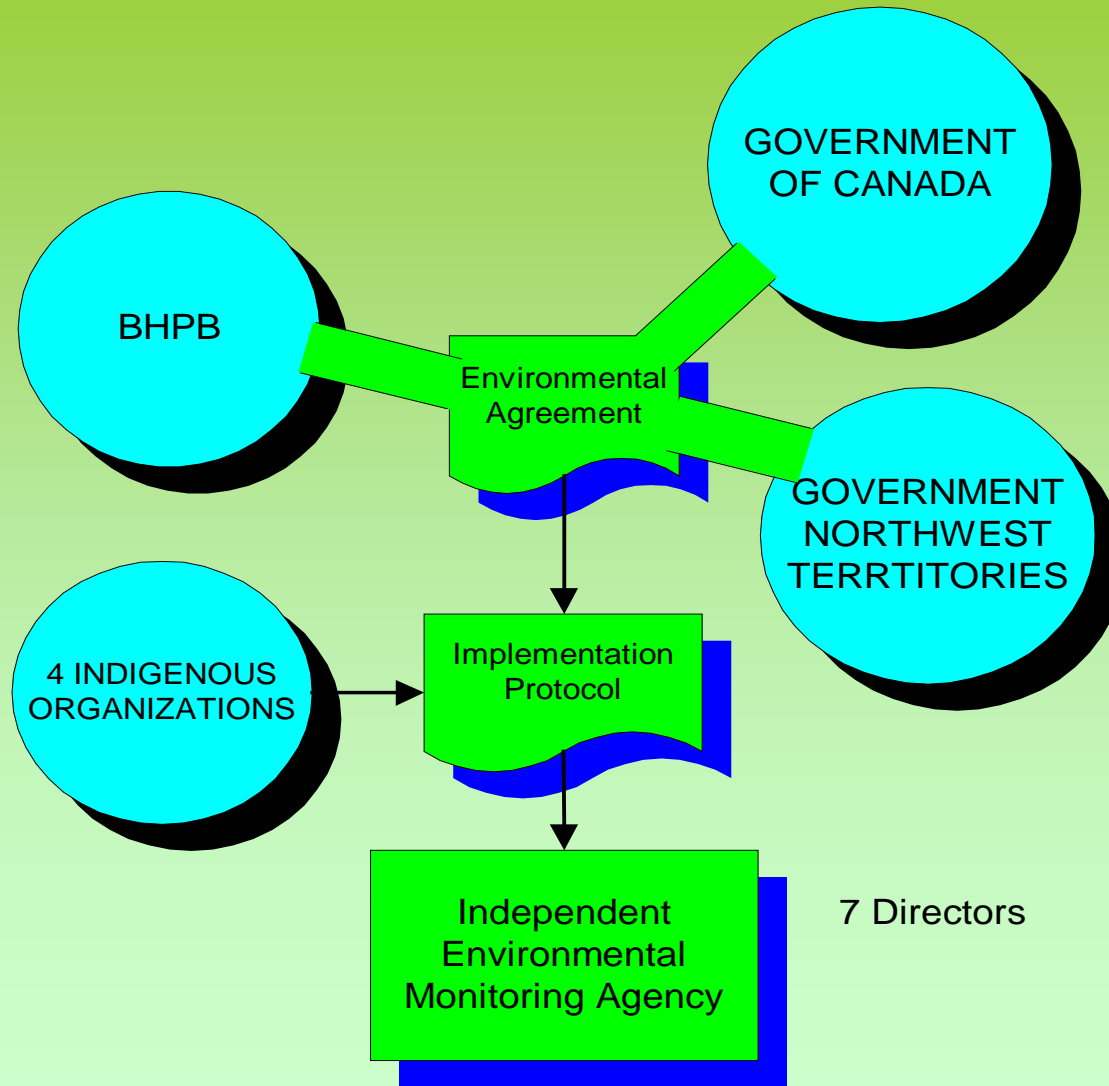 GOVERNMENT
OF CANADA
BHPB
Environmental
Agreement
GOVERNMENT
NORTHWEST
TERRTITORIES
Implementation
Protocol
4 INDIGENOUS
ORGANIZATIONS
Independent
Environmental
Monitoring Agency
7 Directors